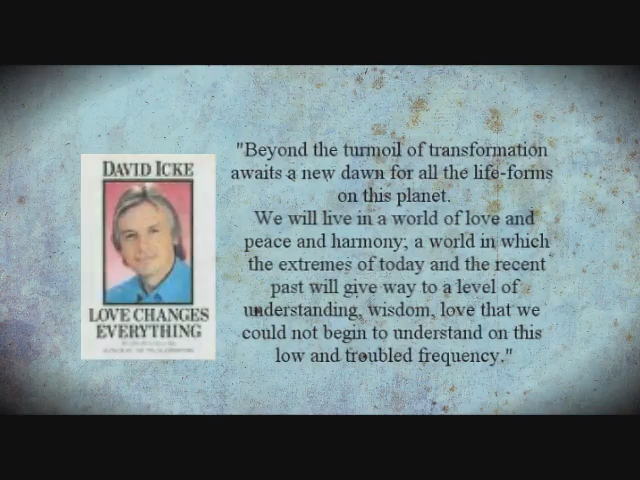 DAVID ICKE
LOVE CHANGES
EVERYTHING
"Beyond the turmoil of transformation
awaits a new dawn for all the life-forms
on this planet.
We will live in a world of love and
peace and harmony; a world in which
the extremes of today and the recent
past will give way to a level of
understanding, wisdom, love that we
could not begin to understand on this
low and troubled frequency."